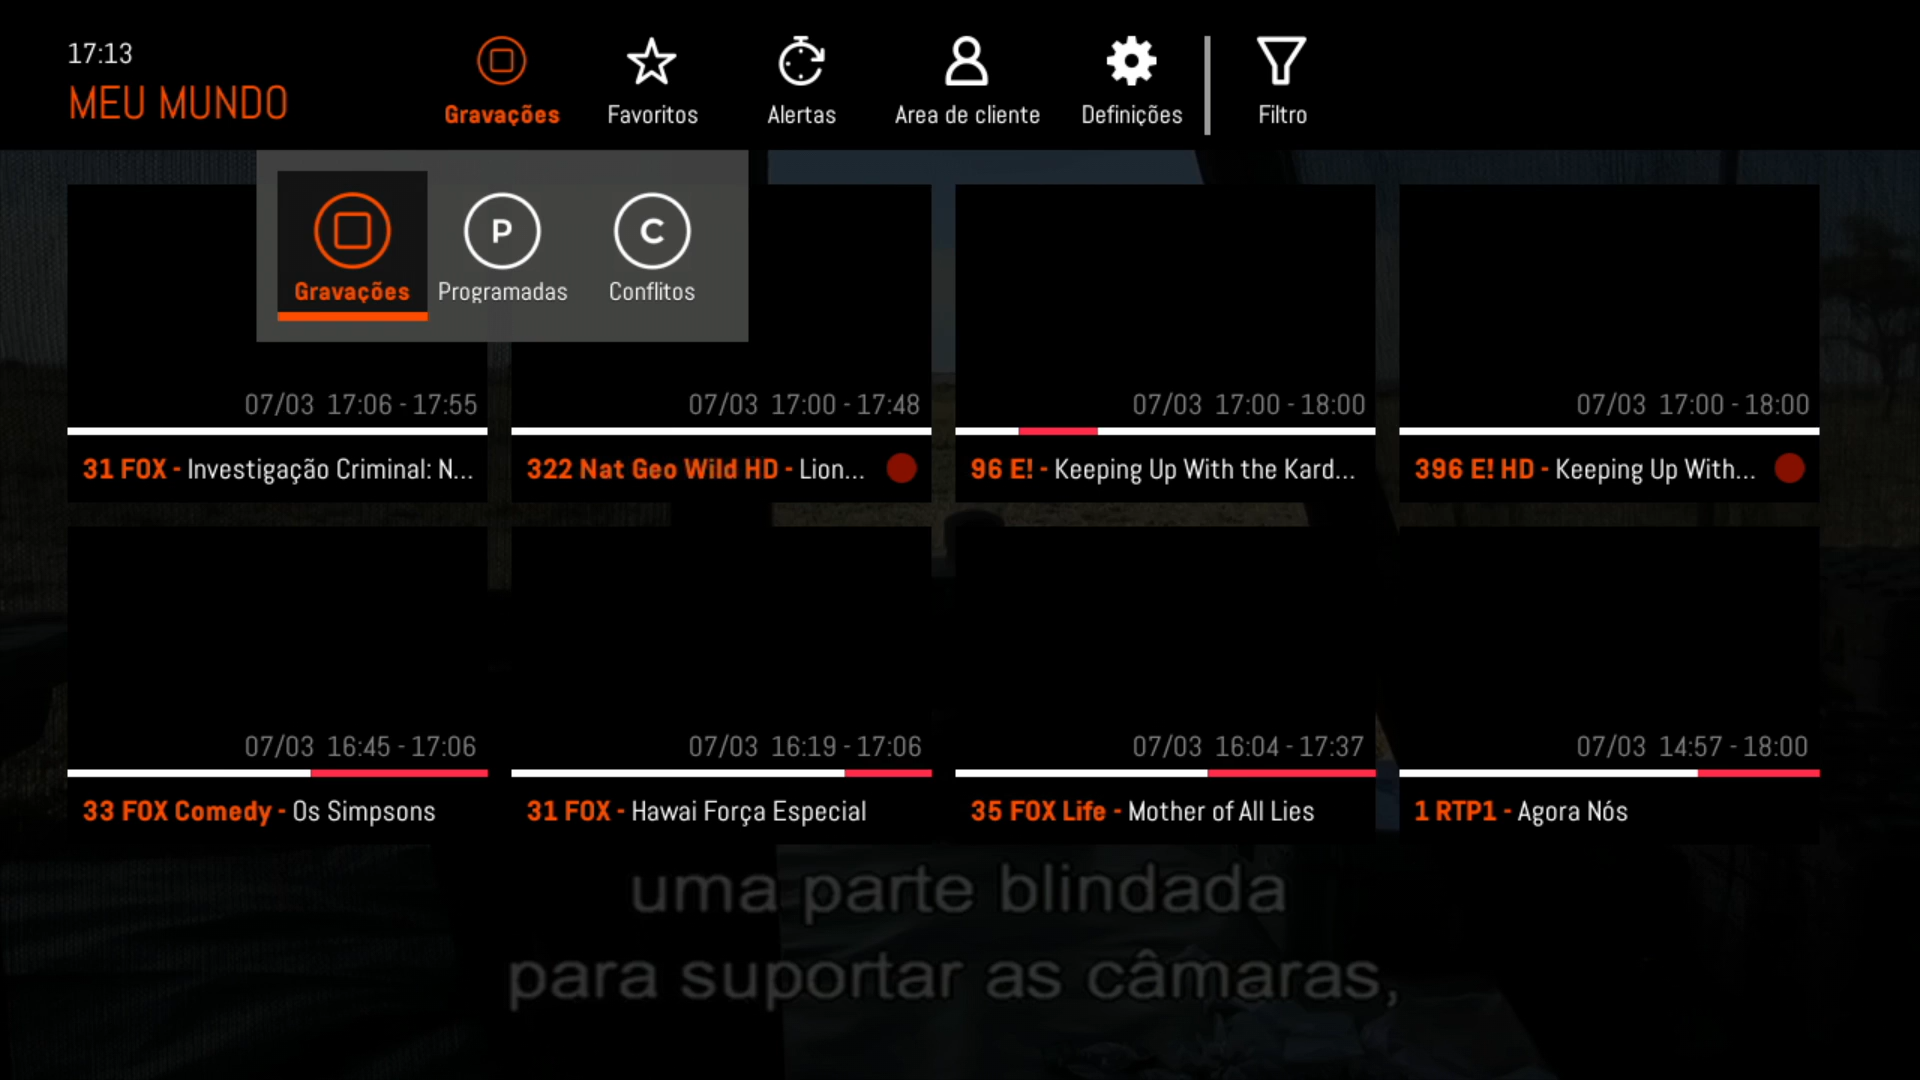 17:13
MEU MUNDO
Gravações
Favoritos
Alertas
Area de cliente
Definições
Filtro
Gravações
P
Programadas
C
Conflitos
07/03 17:06 - 17:55
07/03 17:00 - 17:48
07/03 17:00 - 18:00
07/03 17:00 - 18:00
31 FOX - Investigação Criminal: N...
322 Nat Geo Wild HD - Lion...
96 E! - Keeping Up With the Kard...
396 E! HD - Keeping Up With...
07/03 16:45 - 17:06
07/03 16:19 - 17:06
07/03 16:04 - 17:37
07/03 14:57 - 18:00
33 FOX Comedy - Os Simpsons
31 FOX - Hawai Força Especial
35 FOX Life - Mother of All Lies
1 RTP1 - Agora Nós
uma parte blindada
para suportar as câmaras,